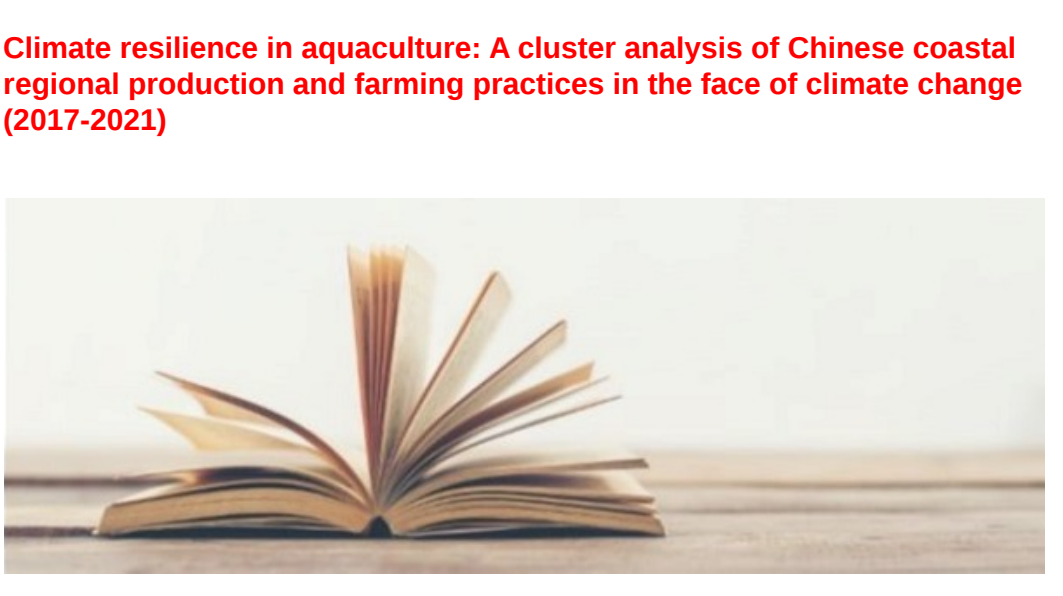 Climate resilience in aquaculture: A cluster analysis of Chinese coastal
regional production and farming practices in the face of climate change
(2017-2021)